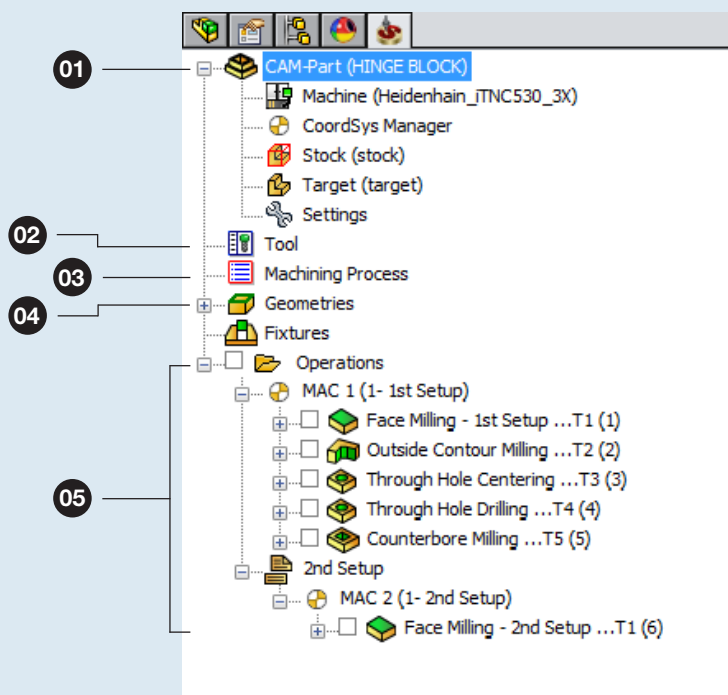 01
CAM-Part (HINGE BLOCK)
Machine (Heidenhain_iTNC530_3X)
CoordSys Manager
Stock (stock)
Target (target)
Settings
02
Tool
03
Machining Process
04
Geometries
Fixtures
Operations
MAC 1 (1- 1st Setup)
Face Milling - 1st Setup ...T1 (1)
Outside Contour Milling ...T2 (2)
Through Hole Centering ...T3 (3)
05
Through Hole Drilling ...T4 (4)
Counterbore Milling ...T5 (5)
2nd Setup
MAC 2 (1- 2nd Setup)
Face Milling - 2nd Setup ...T1 (6)